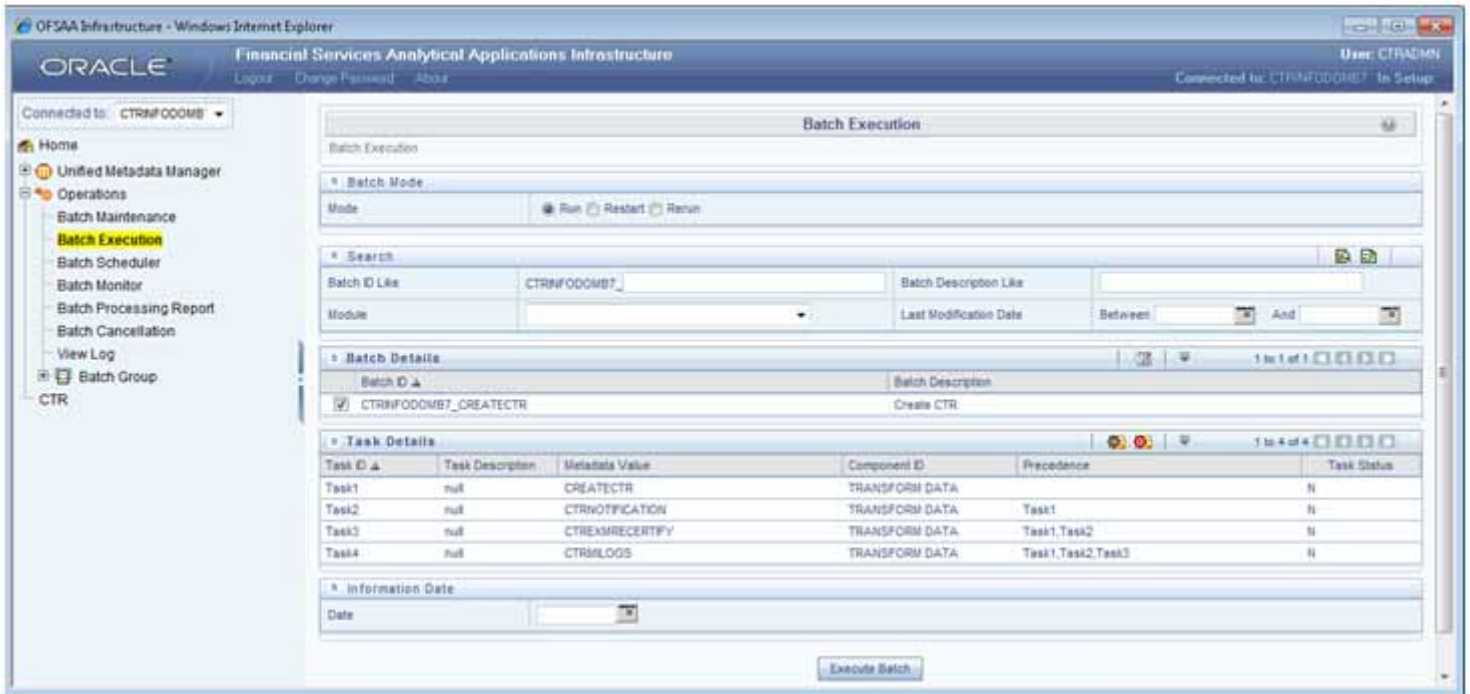 OFSAA Infrastructure - Windows Internet Explorer
ORACLE
Financial Services Analytical Applications Infrastructure
User: CTRADMN
Logout Change Password About
Connected to: CTRINFODOMB7 In Setup
Connected to: CTRINFODOMB
Home
Unified Metadata Manager
Operations
Batch Maintenance
Batch Execution
Batch Scheduler
Batch Monitor
Batch Processing Report
Batch Cancellation
View Log
Batch Group
CTR
Batch Execution
Batch Execution
Batch Mode
Mode Run Restart Rerun
Search
Batch ID Like CTRINFODOMB7_ Batch Description Like
Module Last Modification Date Between And
Batch Details 1 to 1 of 1
Batch ID Batch Description
CTRINFODOMB7_CREATECTR Create CTR
Task Details 1 to 4 of 4
Task ID Task Description Metadata Value Component ID Precedence Task Status
Task1 null CREATECTR TRANSFORM DATA N
Task2 null CTRNOTIFICATION TRANSFORM DATA Task1 N
Task3 null CTREXMRECERTIFY TRANSFORM DATA Task1,Task2 N
Task4 null CTRMLOGS TRANSFORM DATA Task1,Task2,Task3 N
Information Date
Date
Execute Batch